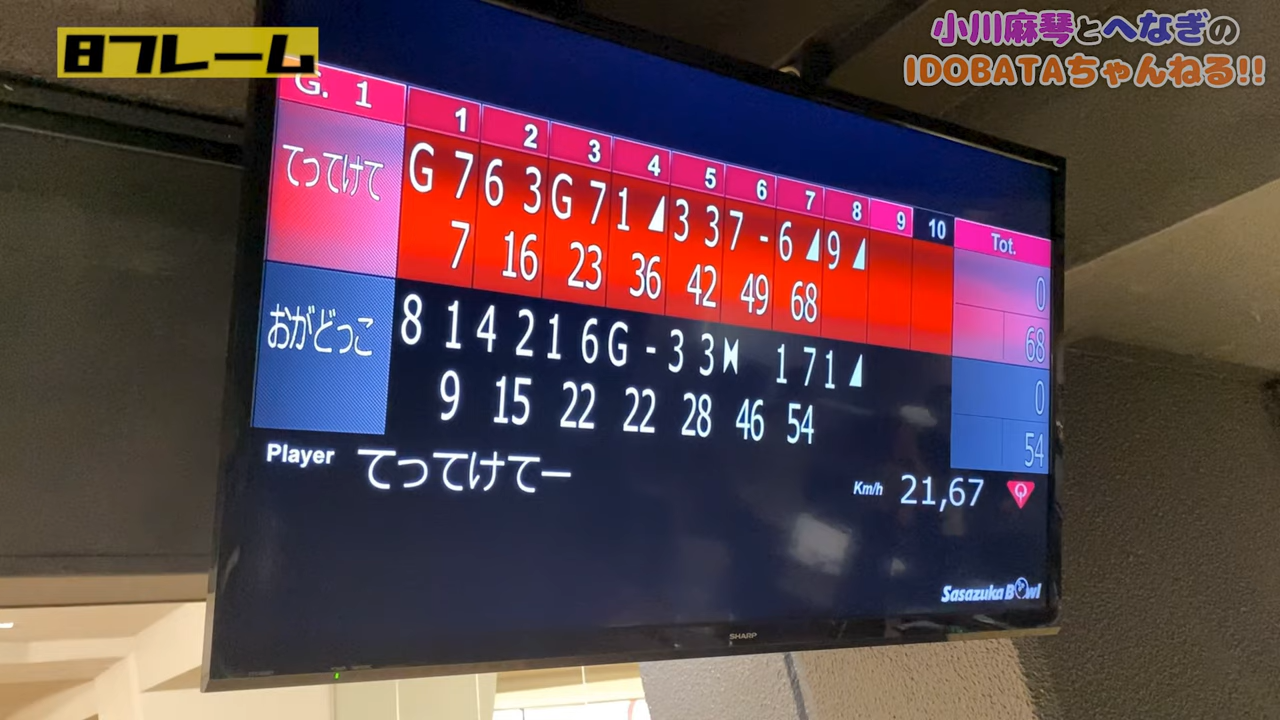 8フレーム
小川麻琴とへなぎの
IDOBATAちゃんねる!!
G. 1 1 2 3 4 5 6 7 8 9 10 Tot.
てってけて G 7 6 3 G 7 1 ◢ 3 3 7 - 6 ◢ 9 ◢ 0
7 16 23 36 42 49 68 68
おがどっこ 8 1 4 2 1 6 G - 3 3 ⧓ 1 7 1 ◢ 0
9 15 22 22 28 46 54 54
Player てってけてー Km/h 21,67
Sasazuka Bowl
SHARP